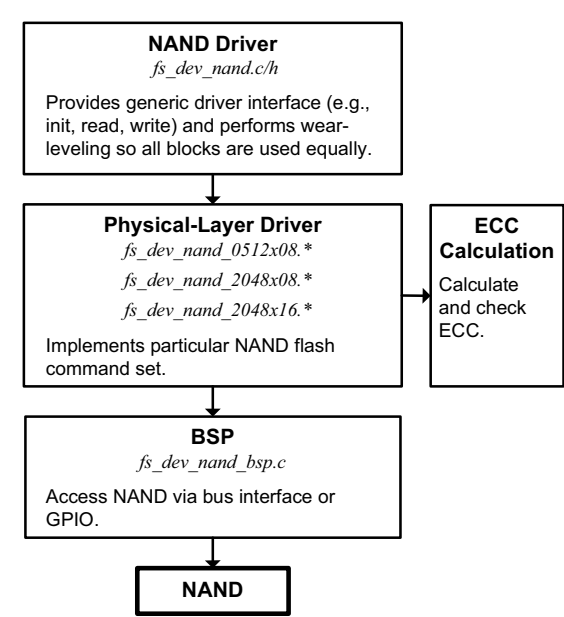 NAND Driver
fs_dev_nand.c/h
Provides generic driver interface (e.g.,
init, read, write) and performs wear-
leveling so all blocks are used equally.
Physical-Layer Driver
fs_dev_nand_0512x08.*
fs_dev_nand_2048x08.*
fs_dev_nand_2048x16.*
Implements particular NAND flash
command set.
ECC
Calculation
Calculate
and check
ECC.
BSP
fs_dev_nand_bsp.c
Access NAND via bus interface or
GPIO.
NAND